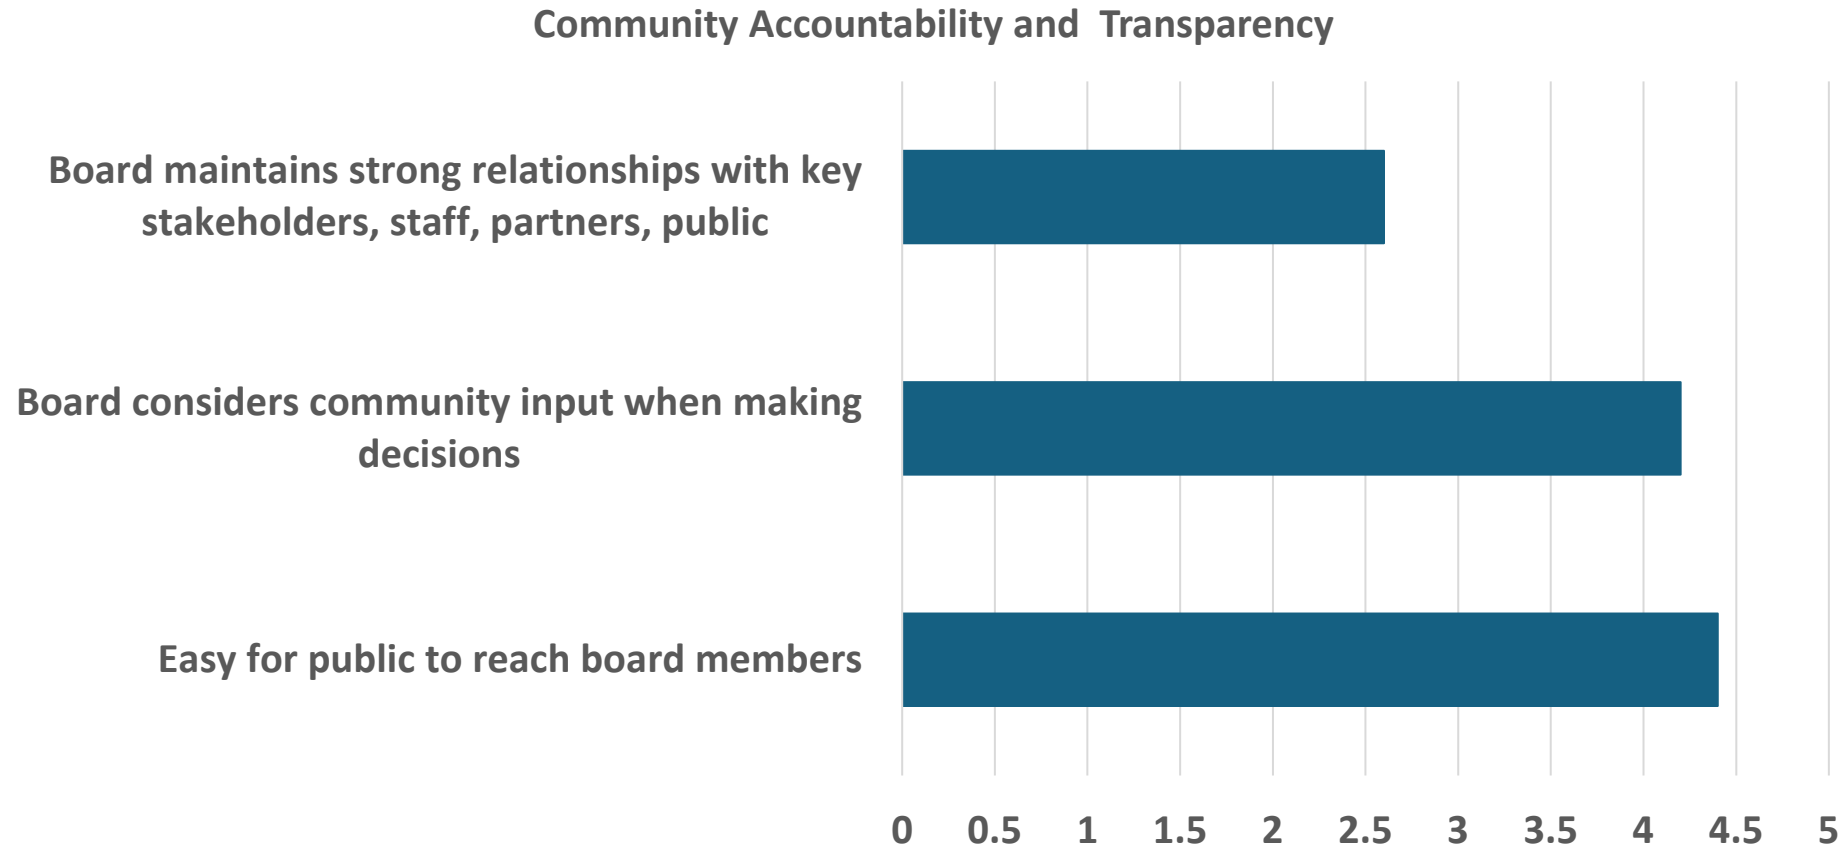 Community Accountability and  Transparency
Board maintains strong relationships with key
stakeholders, staff, partners, public
Board considers community input when making
decisions
Easy for public to reach board members
0 0.5 1 1.5 2 2.5 3 3.5 4 4.5 5